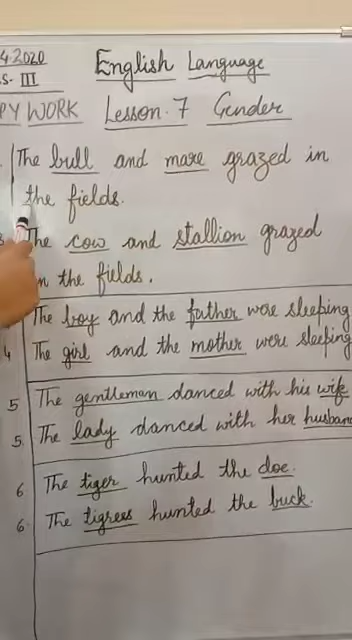 4.2020
English Language
S- III
PY WORK Lesson.7 Gender
The bull and mare grazed in
the fields.
The cow and stallion grazed
in the fields.
The boy and the father were sleeping
4 The girl and the mother were sleeping
5 The gentleman danced with his wife
5. The lady danced with her husband
6 The tiger hunted the doe.
6. The tigress hunted the buck.